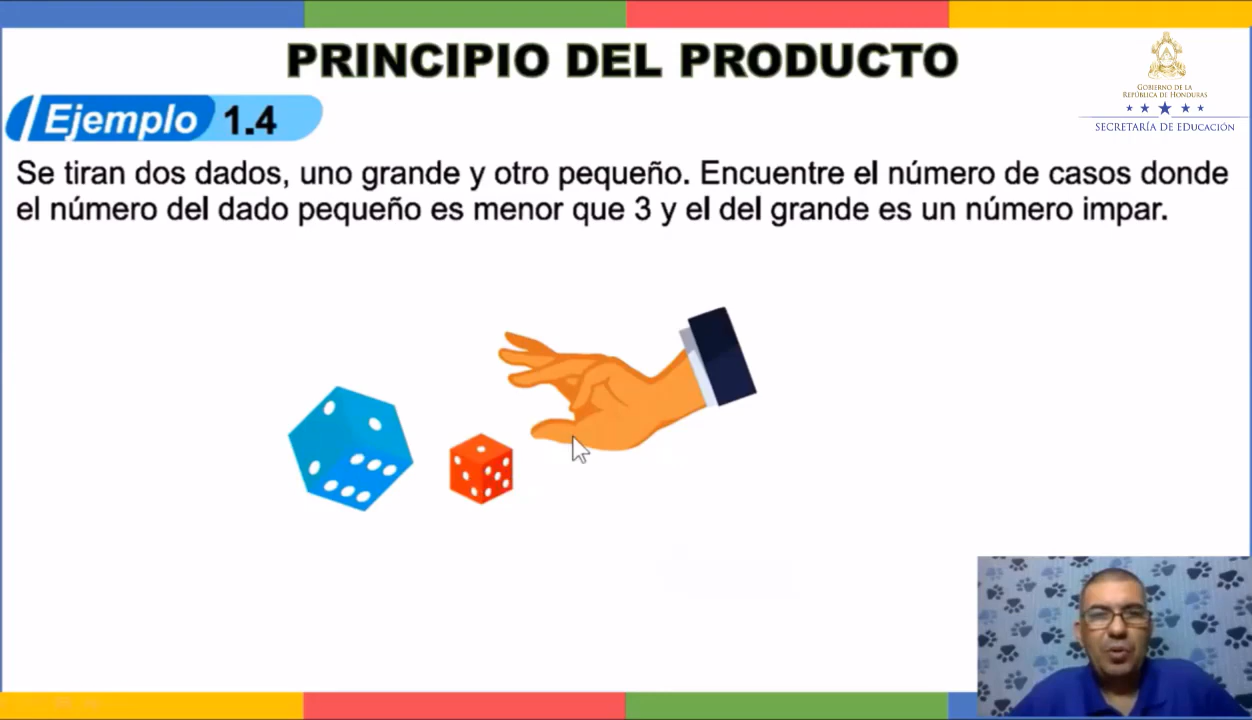 PRINCIPIO DEL PRODUCTO
Ejemplo 1.4
Se tiran dos dados, uno grande y otro pequeño. Encuentre el número de casos donde
el número del dado pequeño es menor que 3 y el del grande es un número impar.
GOBIERNO DE LA
REPÚBLICA DE HONDURAS
SECRETARÍA DE EDUCACIÓN